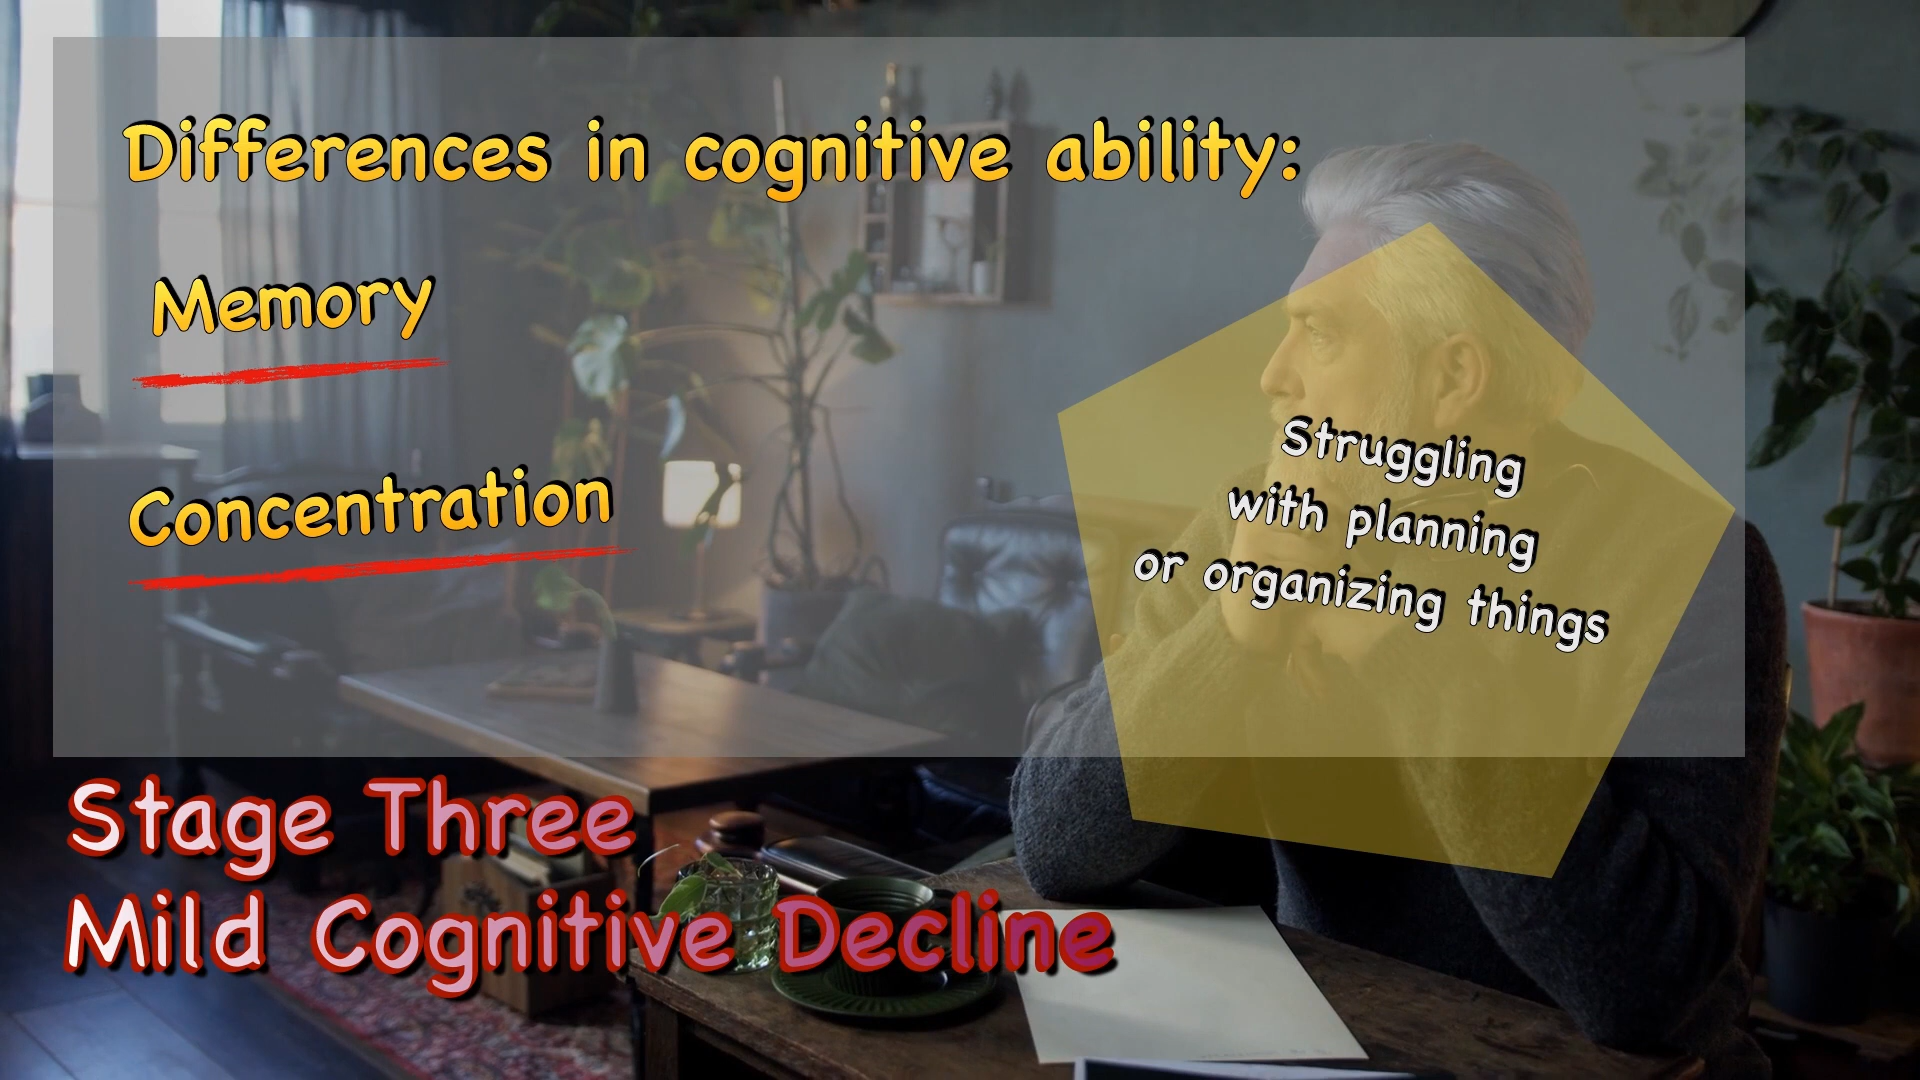 Differences in cognitive ability:
Memory
Concentration
Struggling
with planning
or organizing things
Stage Three
Mild Cognitive Decline